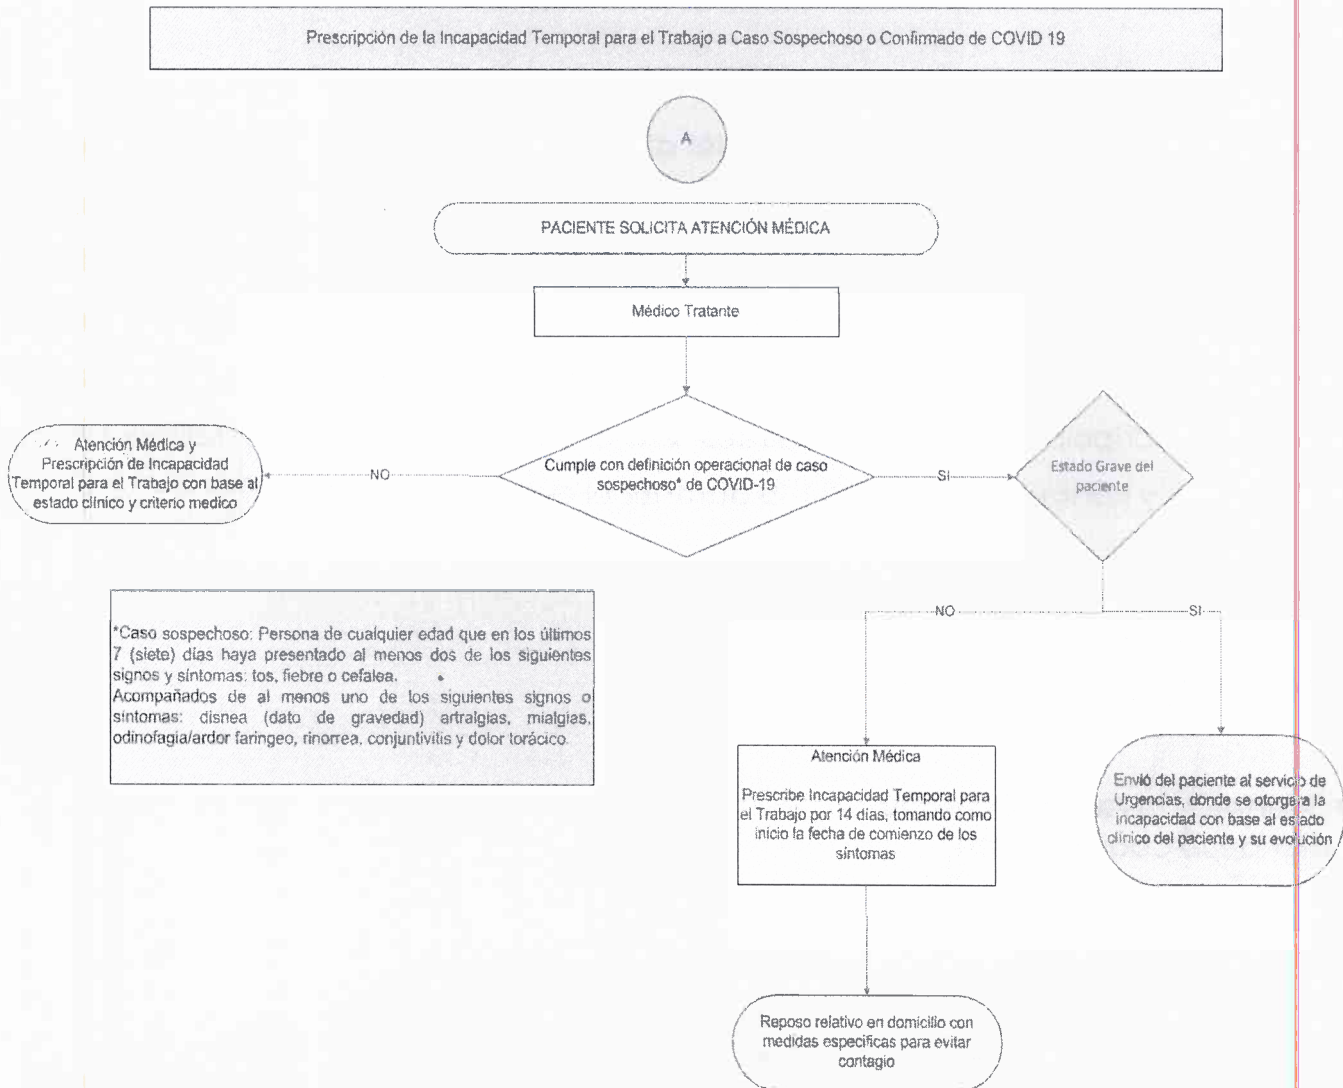 Prescripción de la Incapacidad Temporal para el Trabajo a Caso Sospechoso o Confirmado de COVID 19
A
PACIENTE SOLICITA ATENCIÓN MÉDICA
Médico Tratante
Cumple con definición operacional de caso
sospechoso* de COVID-19
NO
Atención Médica y
Prescripción de Incapacidad
Temporal para el Trabajo con base al
estado clínico y criterio medico
SI
Estado Grave del
paciente
*Caso sospechoso: Persona de cualquier edad que en los últimos
7 (siete) días haya presentado al menos dos de los siguientes
signos y síntomas: tos, fiebre o cefalea.
Acompañados de al menos uno de los siguientes signos o
síntomas: disnea (dato de gravedad) artralgias, mialgias,
odinofagia/ardor faringeo, rinorrea, conjuntivitis y dolor torácico.
NO
SI
Atención Médica
Prescribe Incapacidad Temporal para
el Trabajo por 14 días, tomando como
inicio la fecha de comienzo de los
síntomas
Envió del paciente al servicio de
Urgencias, donde se otorgara la
incapacidad con base al estado
clínico del paciente y su evolución
Reposo relativo en domicilio con
medidas especificas para evitar
contagio